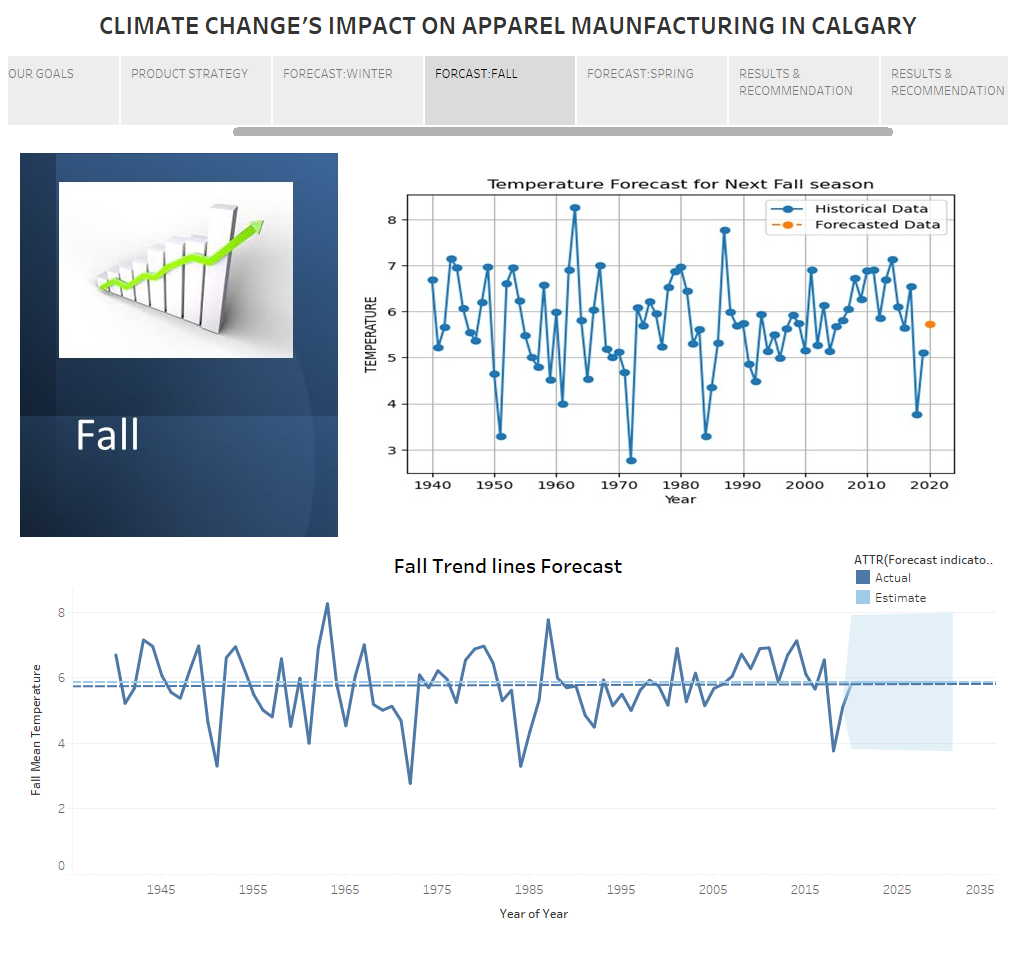 CLIMATE CHANGE’S IMPACT ON APPAREL MAUNFACTURING IN CALGARY
OUR GOALS
PRODUCT STRATEGY
FORECAST:WINTER
FORCAST:FALL
FORECAST:SPRING
RESULTS &
RECOMMENDATION
RESULTS &
RECOMMENDATION
Fall
Temperature Forecast for Next Fall season
Historical Data
Forecasted Data
TEMPERATURE
8
7
6
5
4
3
1940 1950 1960 1970 1980 1990 2000 2010 2020
Year
Fall Trend lines Forecast
ATTR(Forecast indicato..
Actual
Estimate
Fall Mean Temperature
8
6
4
2
0
1945 1955 1965 1975 1985 1995 2005 2015 2025 2035
Year of Year